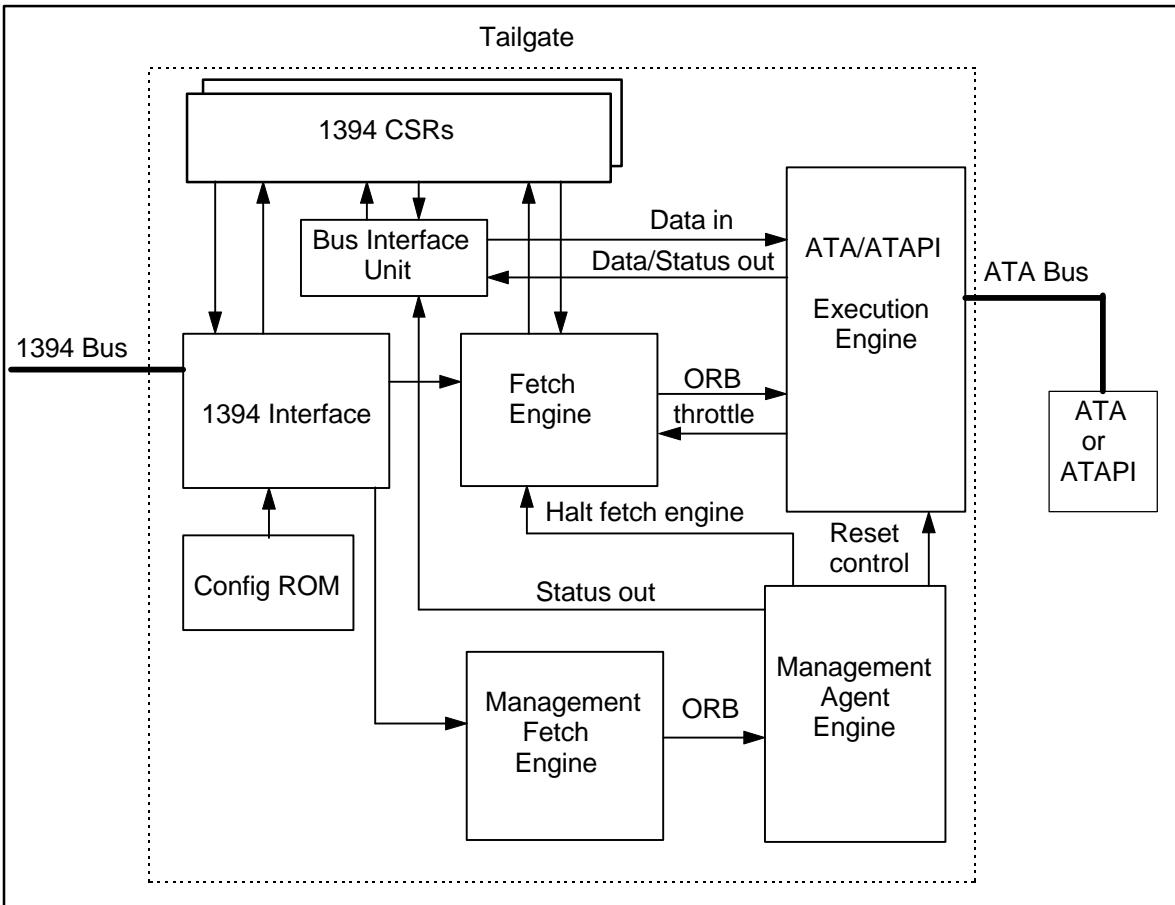 Tailgate
1394 CSRs
Bus Interface
Unit
Data in
Data/Status out
ATA/ATAPI
Execution
Engine
ATA Bus
1394 Bus
1394 Interface
Fetch
Engine
ORB
throttle
ATA
or
ATAPI
Halt fetch engine
Reset
control
Config ROM
Status out
Management
Fetch
Engine
ORB
Management
Agent
Engine